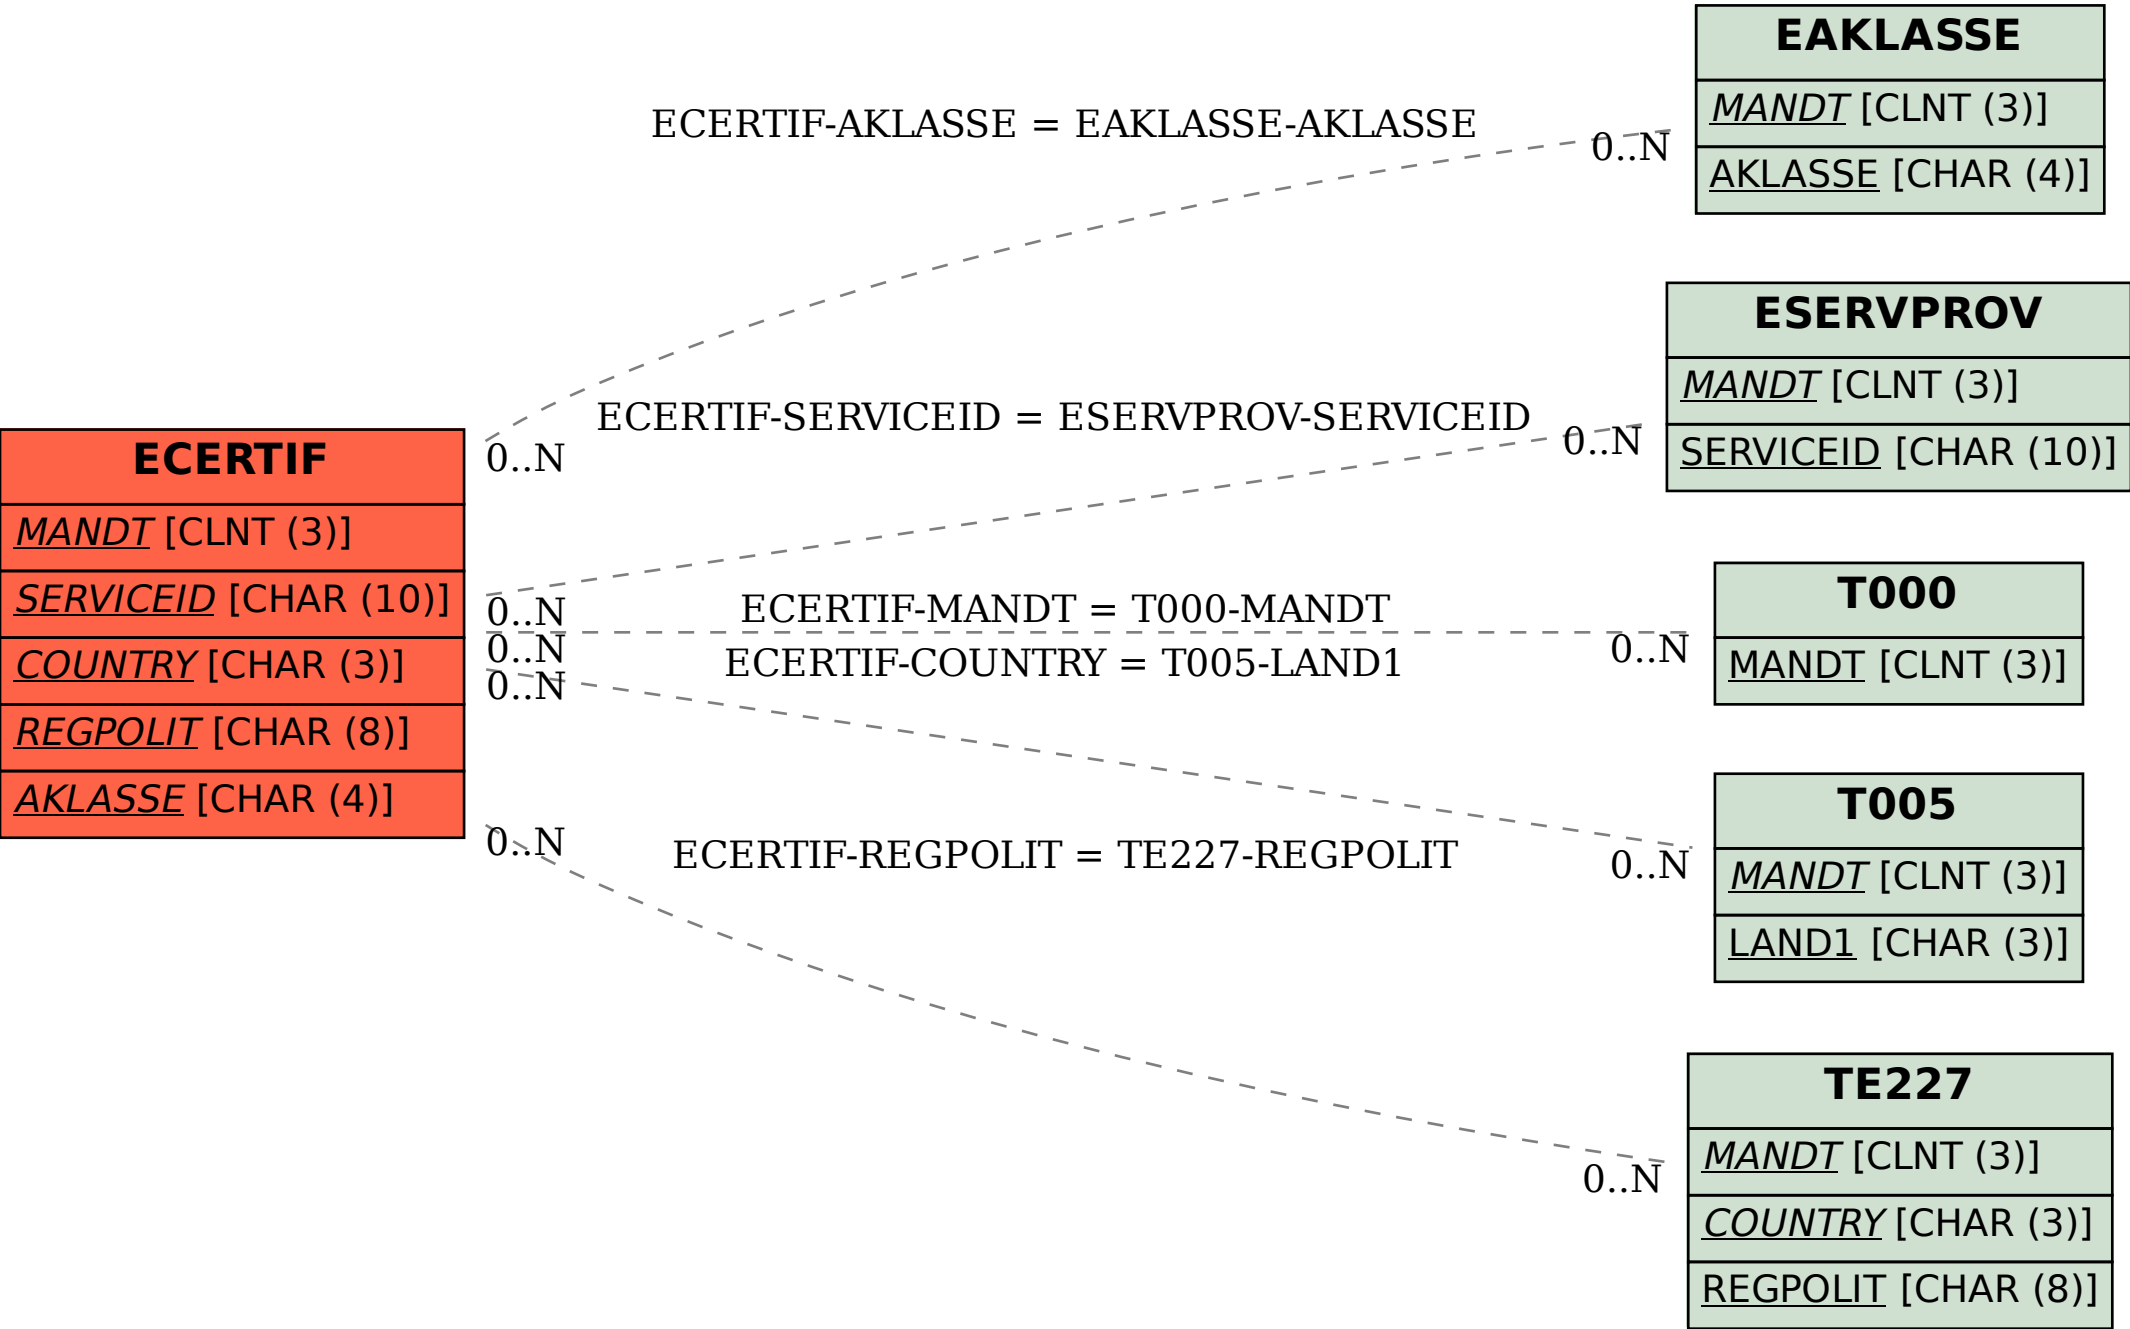 ECERTIF
MANDT [CLNT (3)]
SERVICEID [CHAR (10)]
COUNTRY [CHAR (3)]
REGPOLIT [CHAR (8)]
AKLASSE [CHAR (4)]
ECERTIF-AKLASSE = EAKLASSE-AKLASSE
0..N
0..N
ECERTIF-SERVICEID = ESERVPROV-SERVICEID
0..N
0..N
ECERTIF-MANDT = T000-MANDT
0..N
0..N
ECERTIF-COUNTRY = T005-LAND1
0..N
0..N
ECERTIF-REGPOLIT = TE227-REGPOLIT
0..N
0..N
EAKLASSE
MANDT [CLNT (3)]
AKLASSE [CHAR (4)]
ESERVPROV
MANDT [CLNT (3)]
SERVICEID [CHAR (10)]
T000
MANDT [CLNT (3)]
T005
MANDT [CLNT (3)]
LAND1 [CHAR (3)]
TE227
MANDT [CLNT (3)]
COUNTRY [CHAR (3)]
REGPOLIT [CHAR (8)]